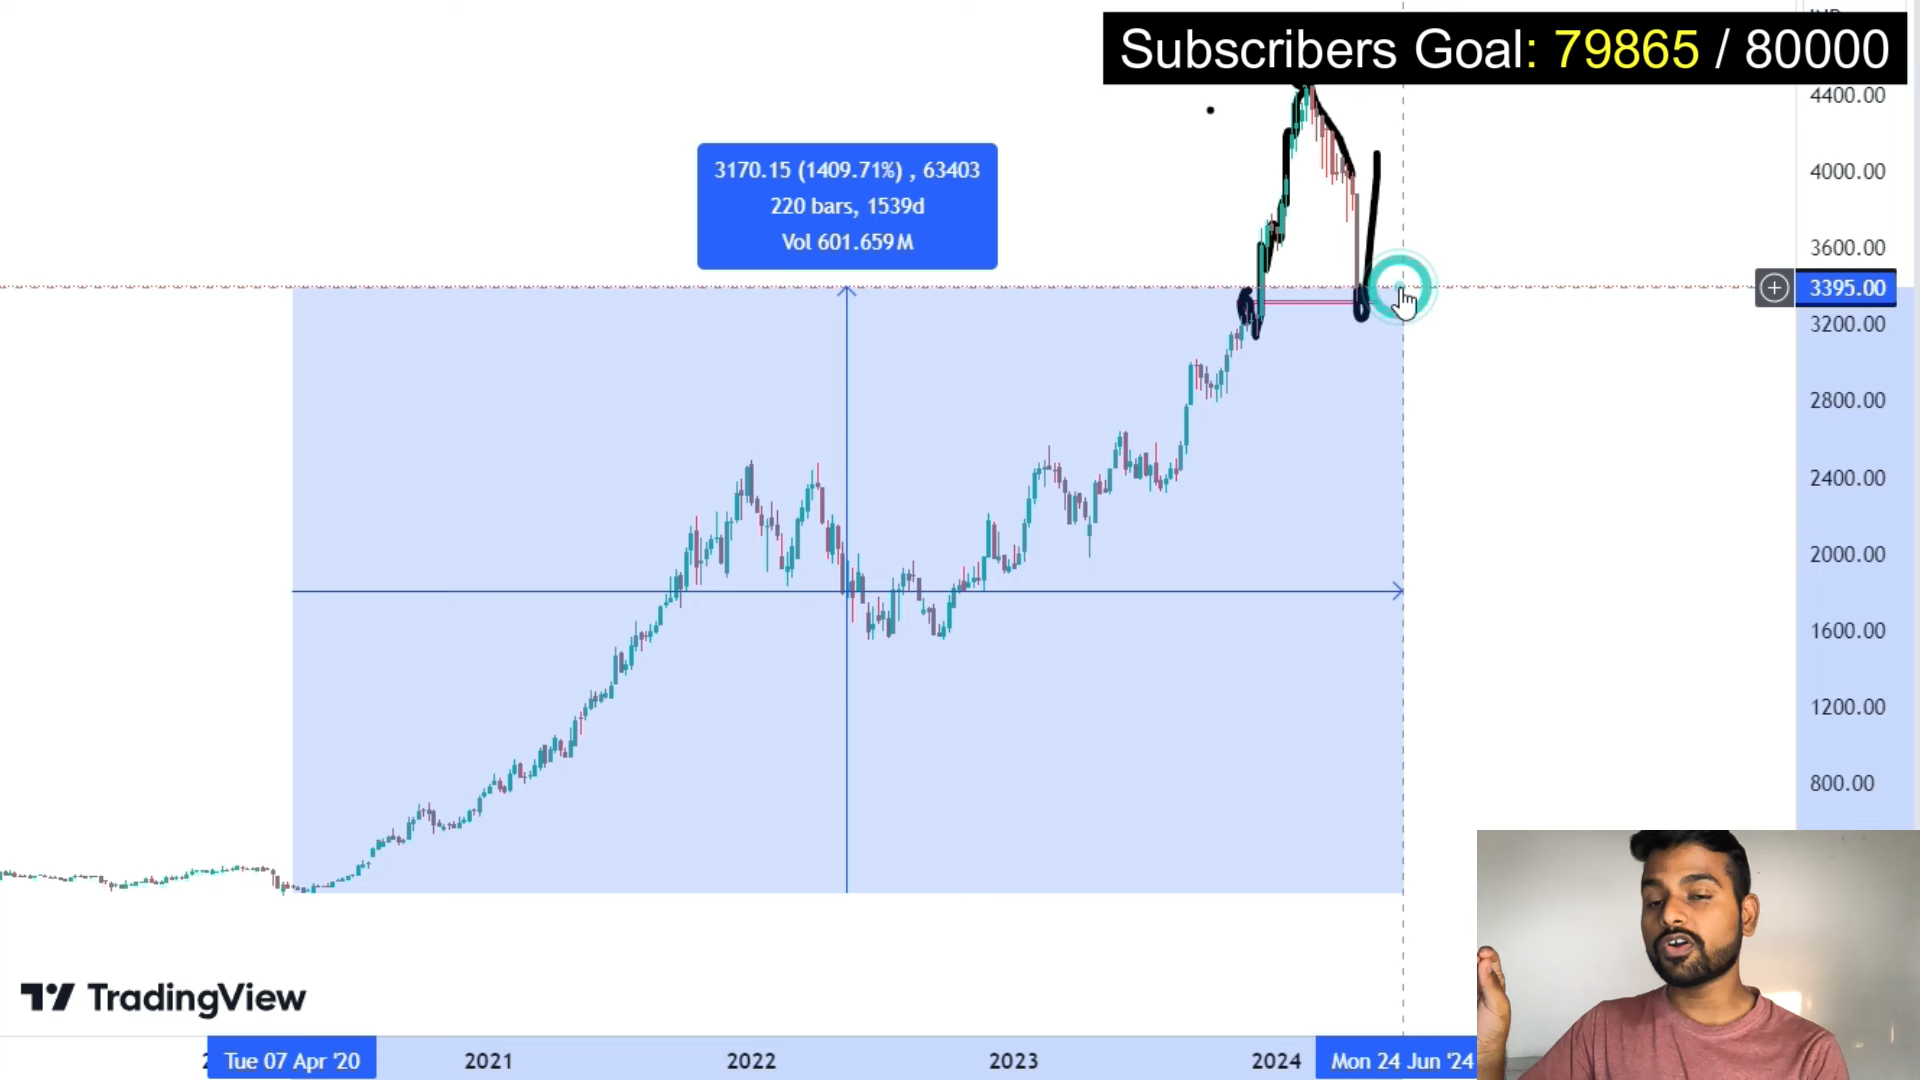 Subscribers Goal: 79865 / 80000
4400.00
3170.15 (1409.71%) , 63403
220 bars, 1539d
Vol 601.659M
4000.00
3600.00
3395.00
3200.00
2800.00
2400.00
2000.00
1600.00
1200.00
800.00
TradingView
Tue 07 Apr '20
2021
2022
2023
2024
Mon 24 Jun '24